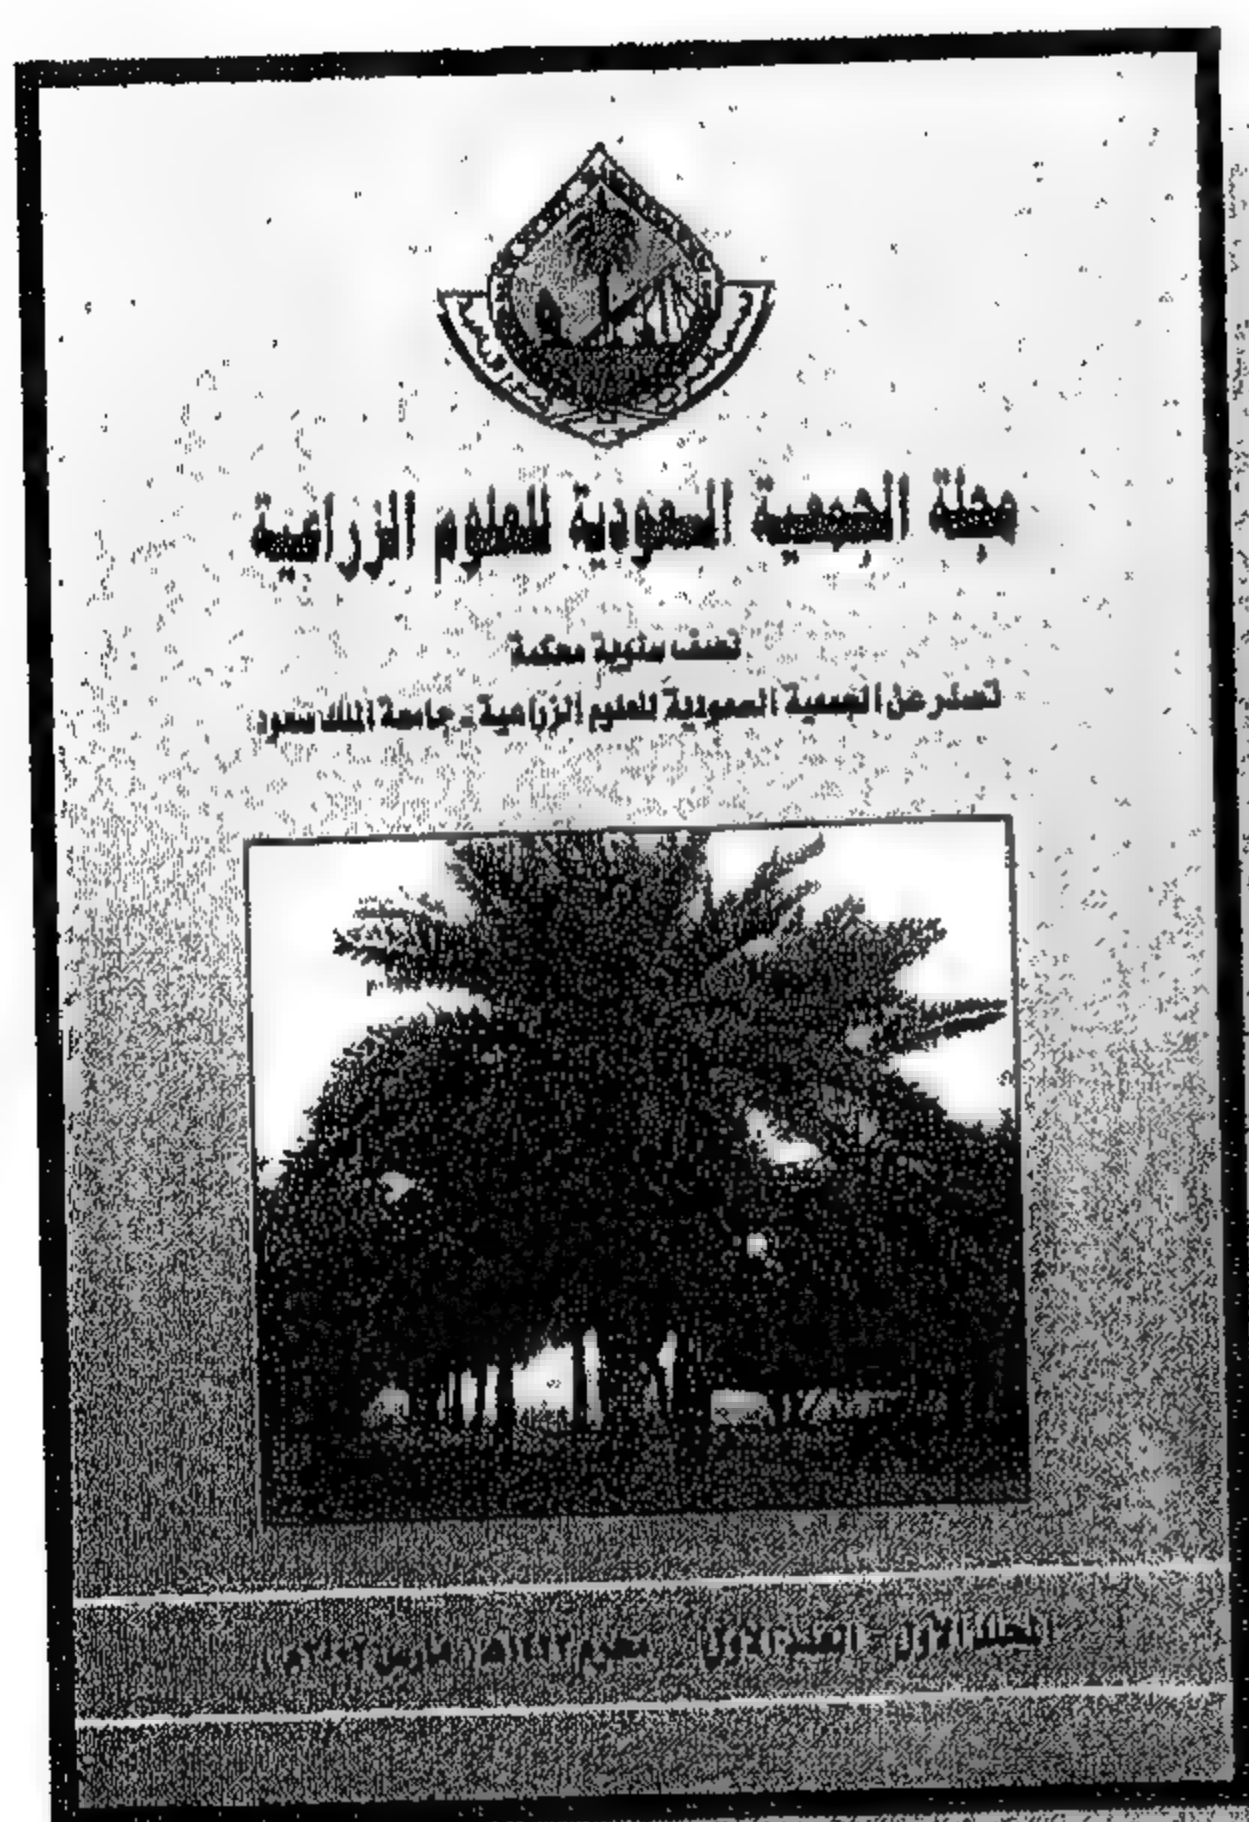 مجلة الجمعية السعودية للعلوم الزراعية
نصف سنوية محكمة
تصدر عن الجمعية السعودية للعلوم الزراعية - جامعة الملك سعود
المجلد الأول - العدد الأول محرم